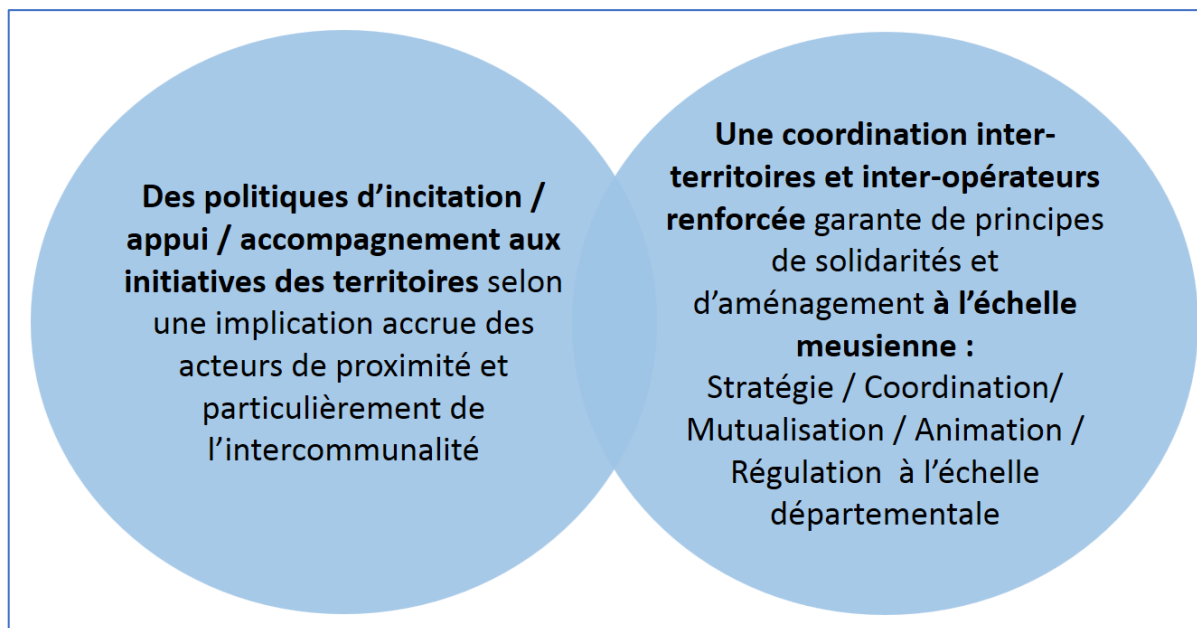 Des politiques d’incitation /
appui / accompagnement aux
initiatives des territoires selon
une implication accrue des
acteurs de proximité et
particulièrement de
l’intercommunalité
Une coordination inter-
territoires et inter-opérateurs
renforcée garante de principes
de solidarités et
d’aménagement à l’échelle
meusienne :
Stratégie / Coordination/
Mutualisation / Animation /
Régulation à l’échelle
départementale